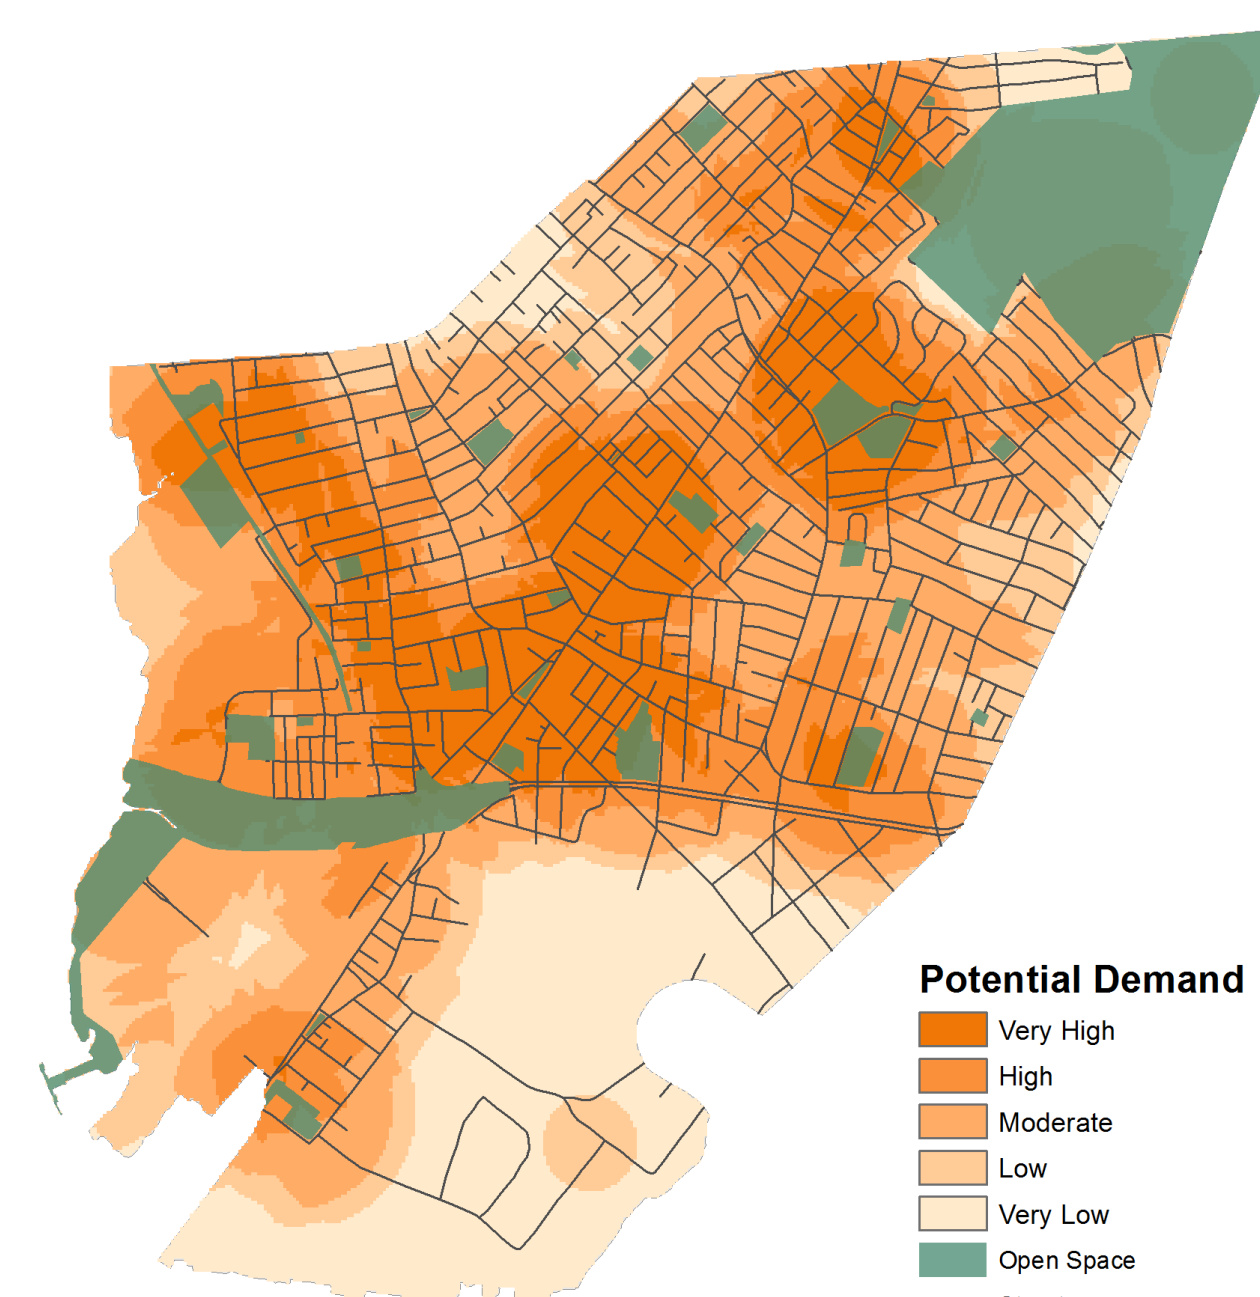 Potential Demand
Very High
High
Moderate
Low
Very Low
Open Space